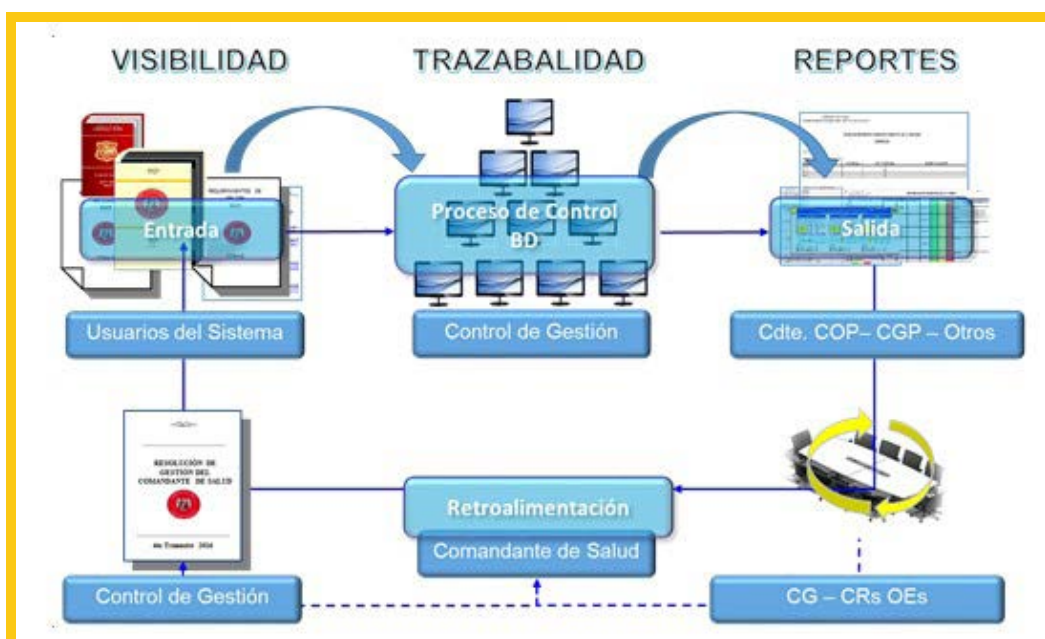 VISIBILIDAD
TRAZABALIDAD
REPORTES
Entrada
Proceso de Control
BD
Salida
Usuarios del Sistema
Control de Gestión
Cdte. COP– CGP – Otros
RESOLUCIÓN DE
GESTIÓN DEL
COMANDANTE DE SALUD
Retroalimentación
Comandante de Salud
Control de Gestión
CG – CRs OEs